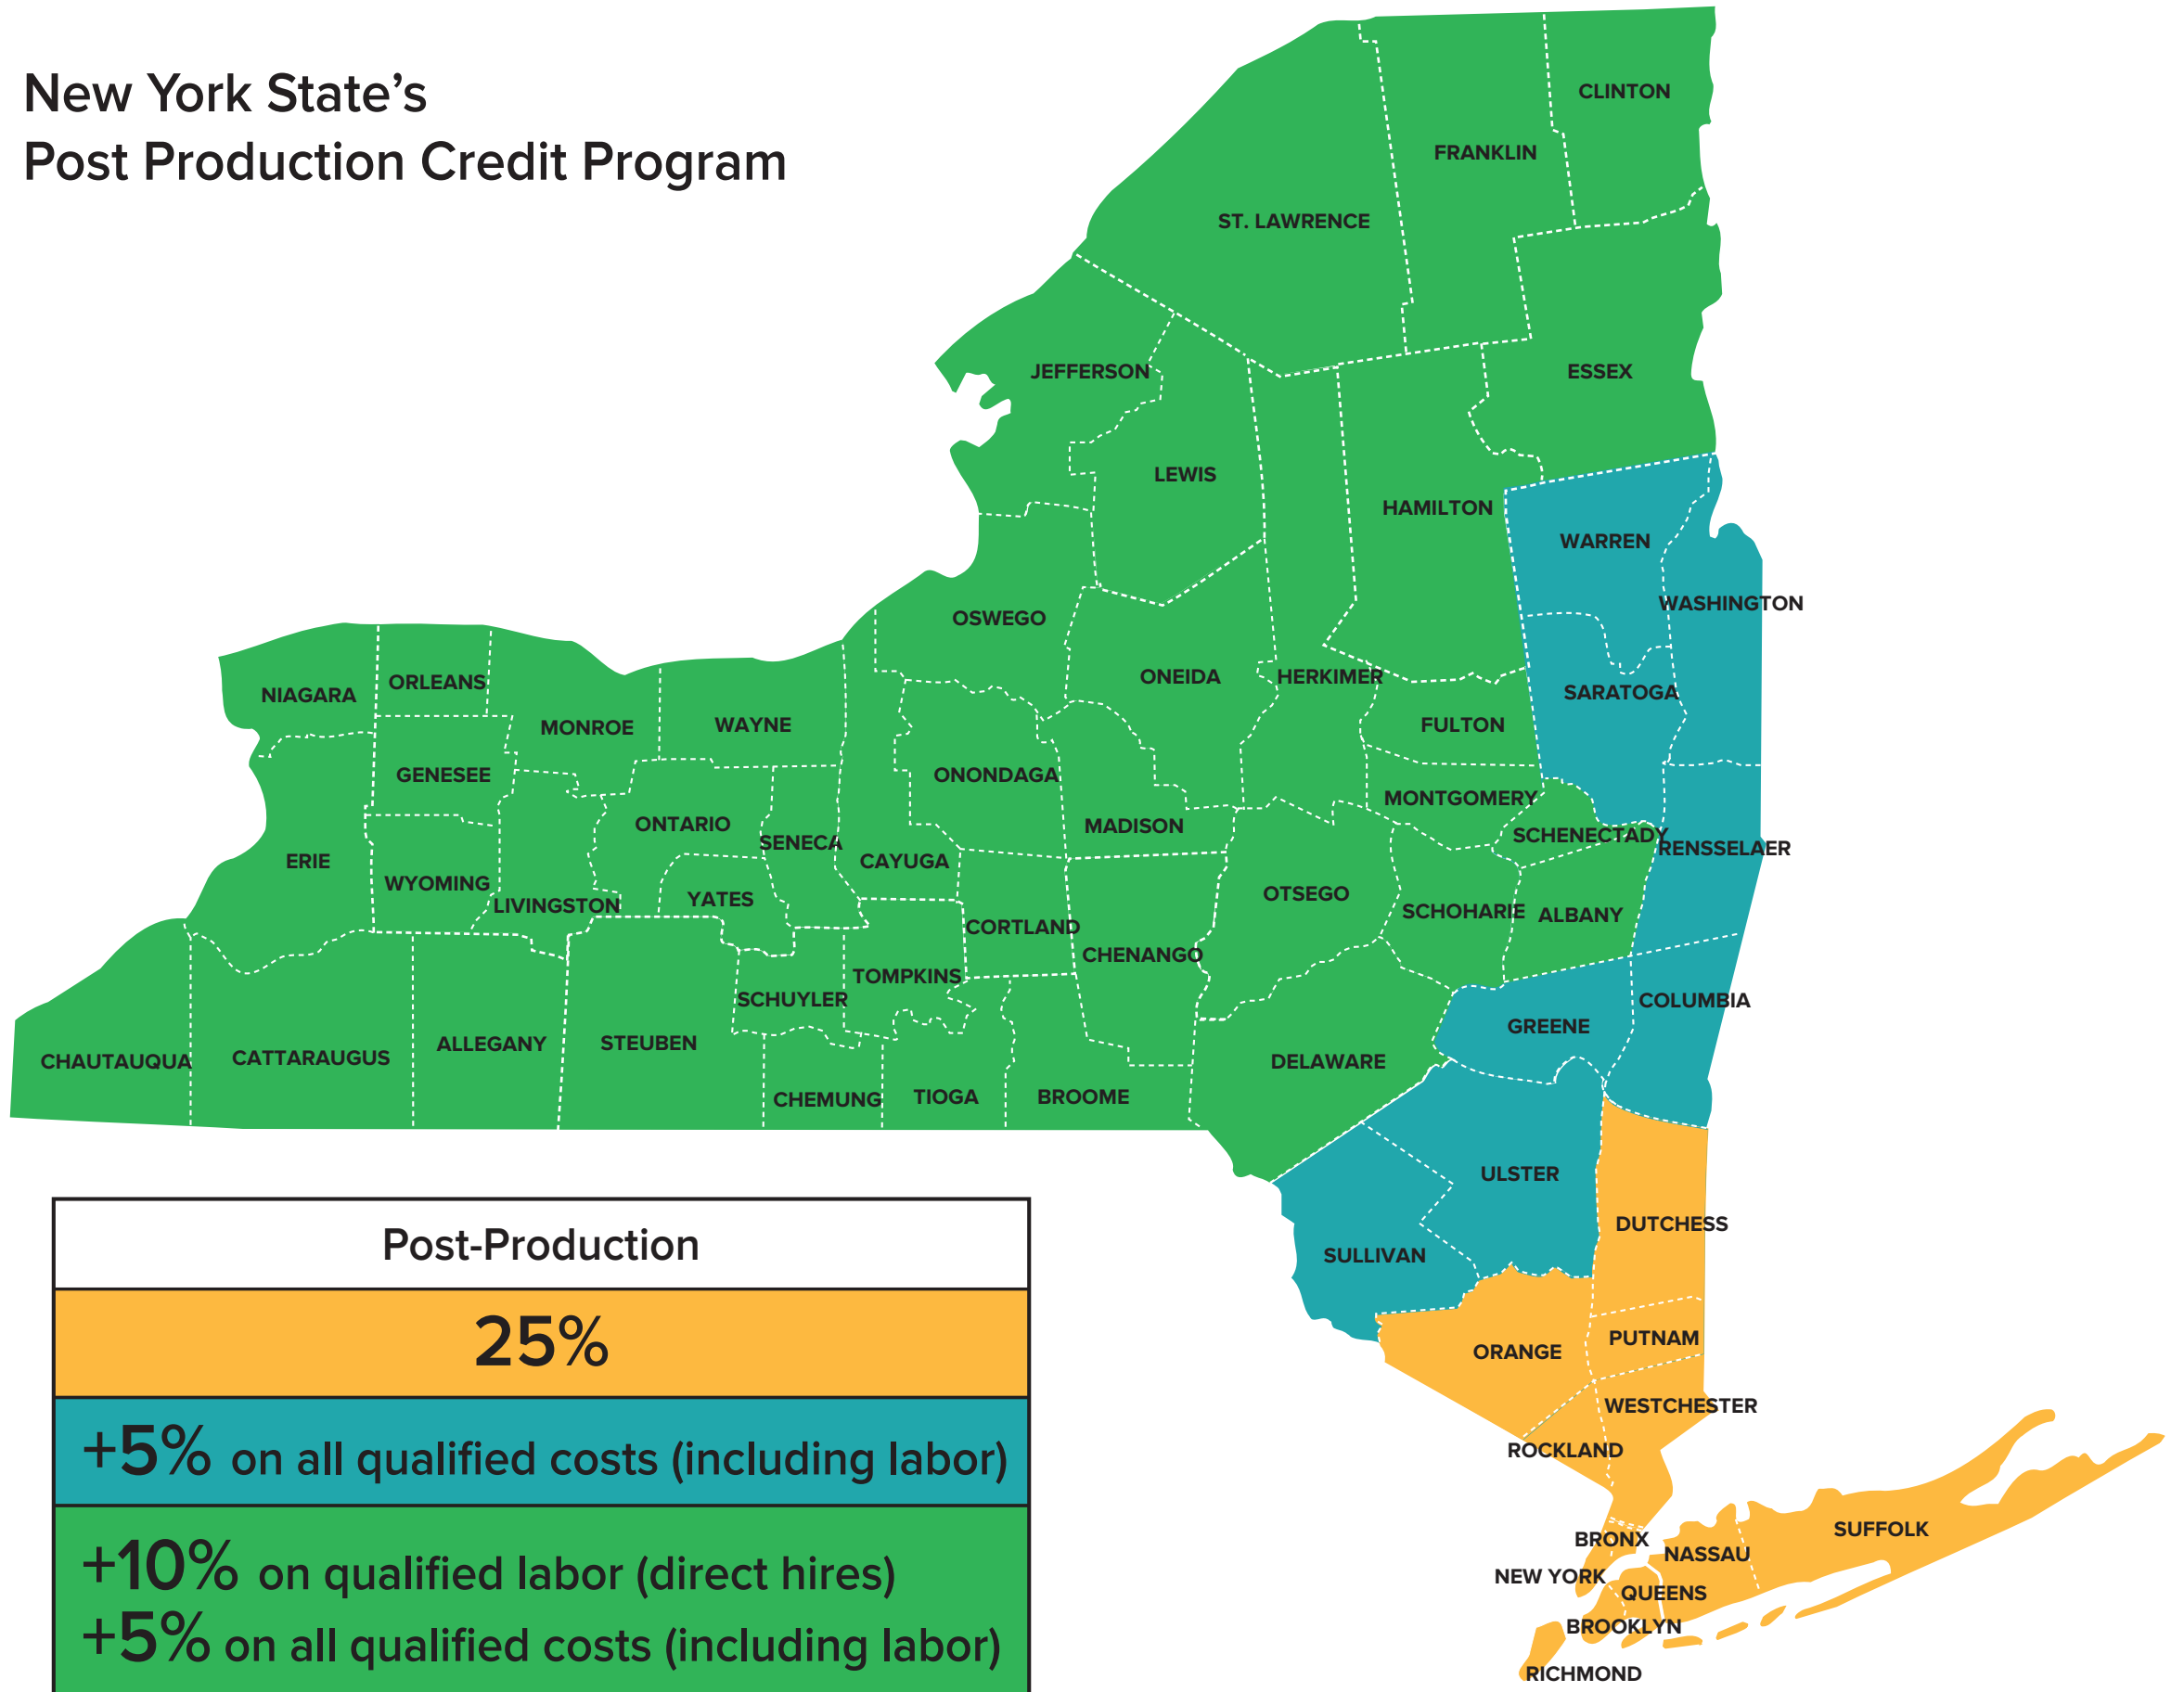 New York State’s
Post Production Credit Program
CLINTON
FRANKLIN
ST. LAWRENCE
JEFFERSON
ESSEX
LEWIS
HAMILTON
WARREN
WASHINGTON
OSWEGO
ONEIDA
HERKIMER
SARATOGA
NIAGARA
ORLEANS
MONROE
WAYNE
FULTON
GENESEE
ONONDAGA
MONTGOMERY
ONTARIO
MADISON
SCHENECTADY
SENECA
RENSSELAER
ERIE
CAYUGA
WYOMING
OTSEGO
YATES
LIVINGSTON
SCHOHARIE
ALBANY
CORTLAND
CHENANGO
TOMPKINS
SCHUYLER
COLUMBIA
GREENE
ALLEGANY
STEUBEN
CHAUTAUQUA
CATTARAUGUS
DELAWARE
CHEMUNG
TIOGA
BROOME
ULSTER
DUTCHESS
SULLIVAN
PUTNAM
ORANGE
WESTCHESTER
ROCKLAND
SUFFOLK
BRONX
NASSAU
NEW YORK
QUEENS
BROOKLYN
RICHMOND
Post-Production
25%
+5% on all qualified costs (including labor)
+10% on qualified labor (direct hires)
+5% on all qualified costs (including labor)